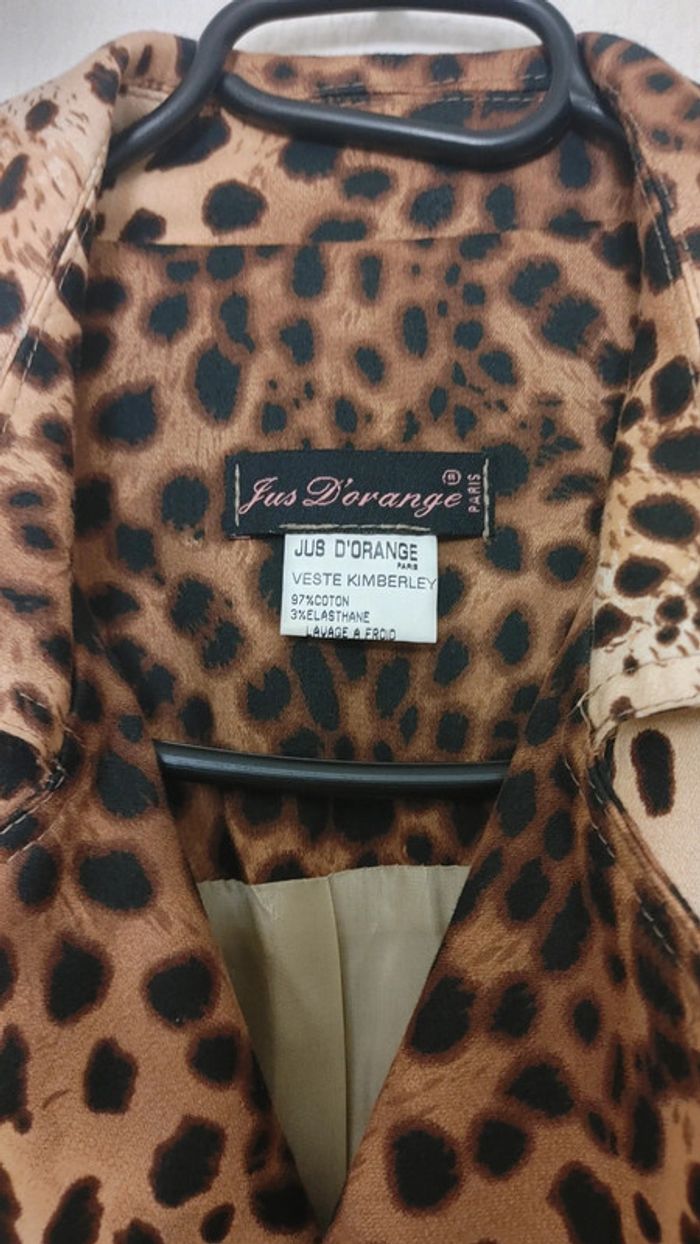 Jus D'orange PARIS
JUS D'ORANGE
PARIS
VESTE KIMBERLEY
97%COTON
3%ELASTHANE
LAVAGE A FROID